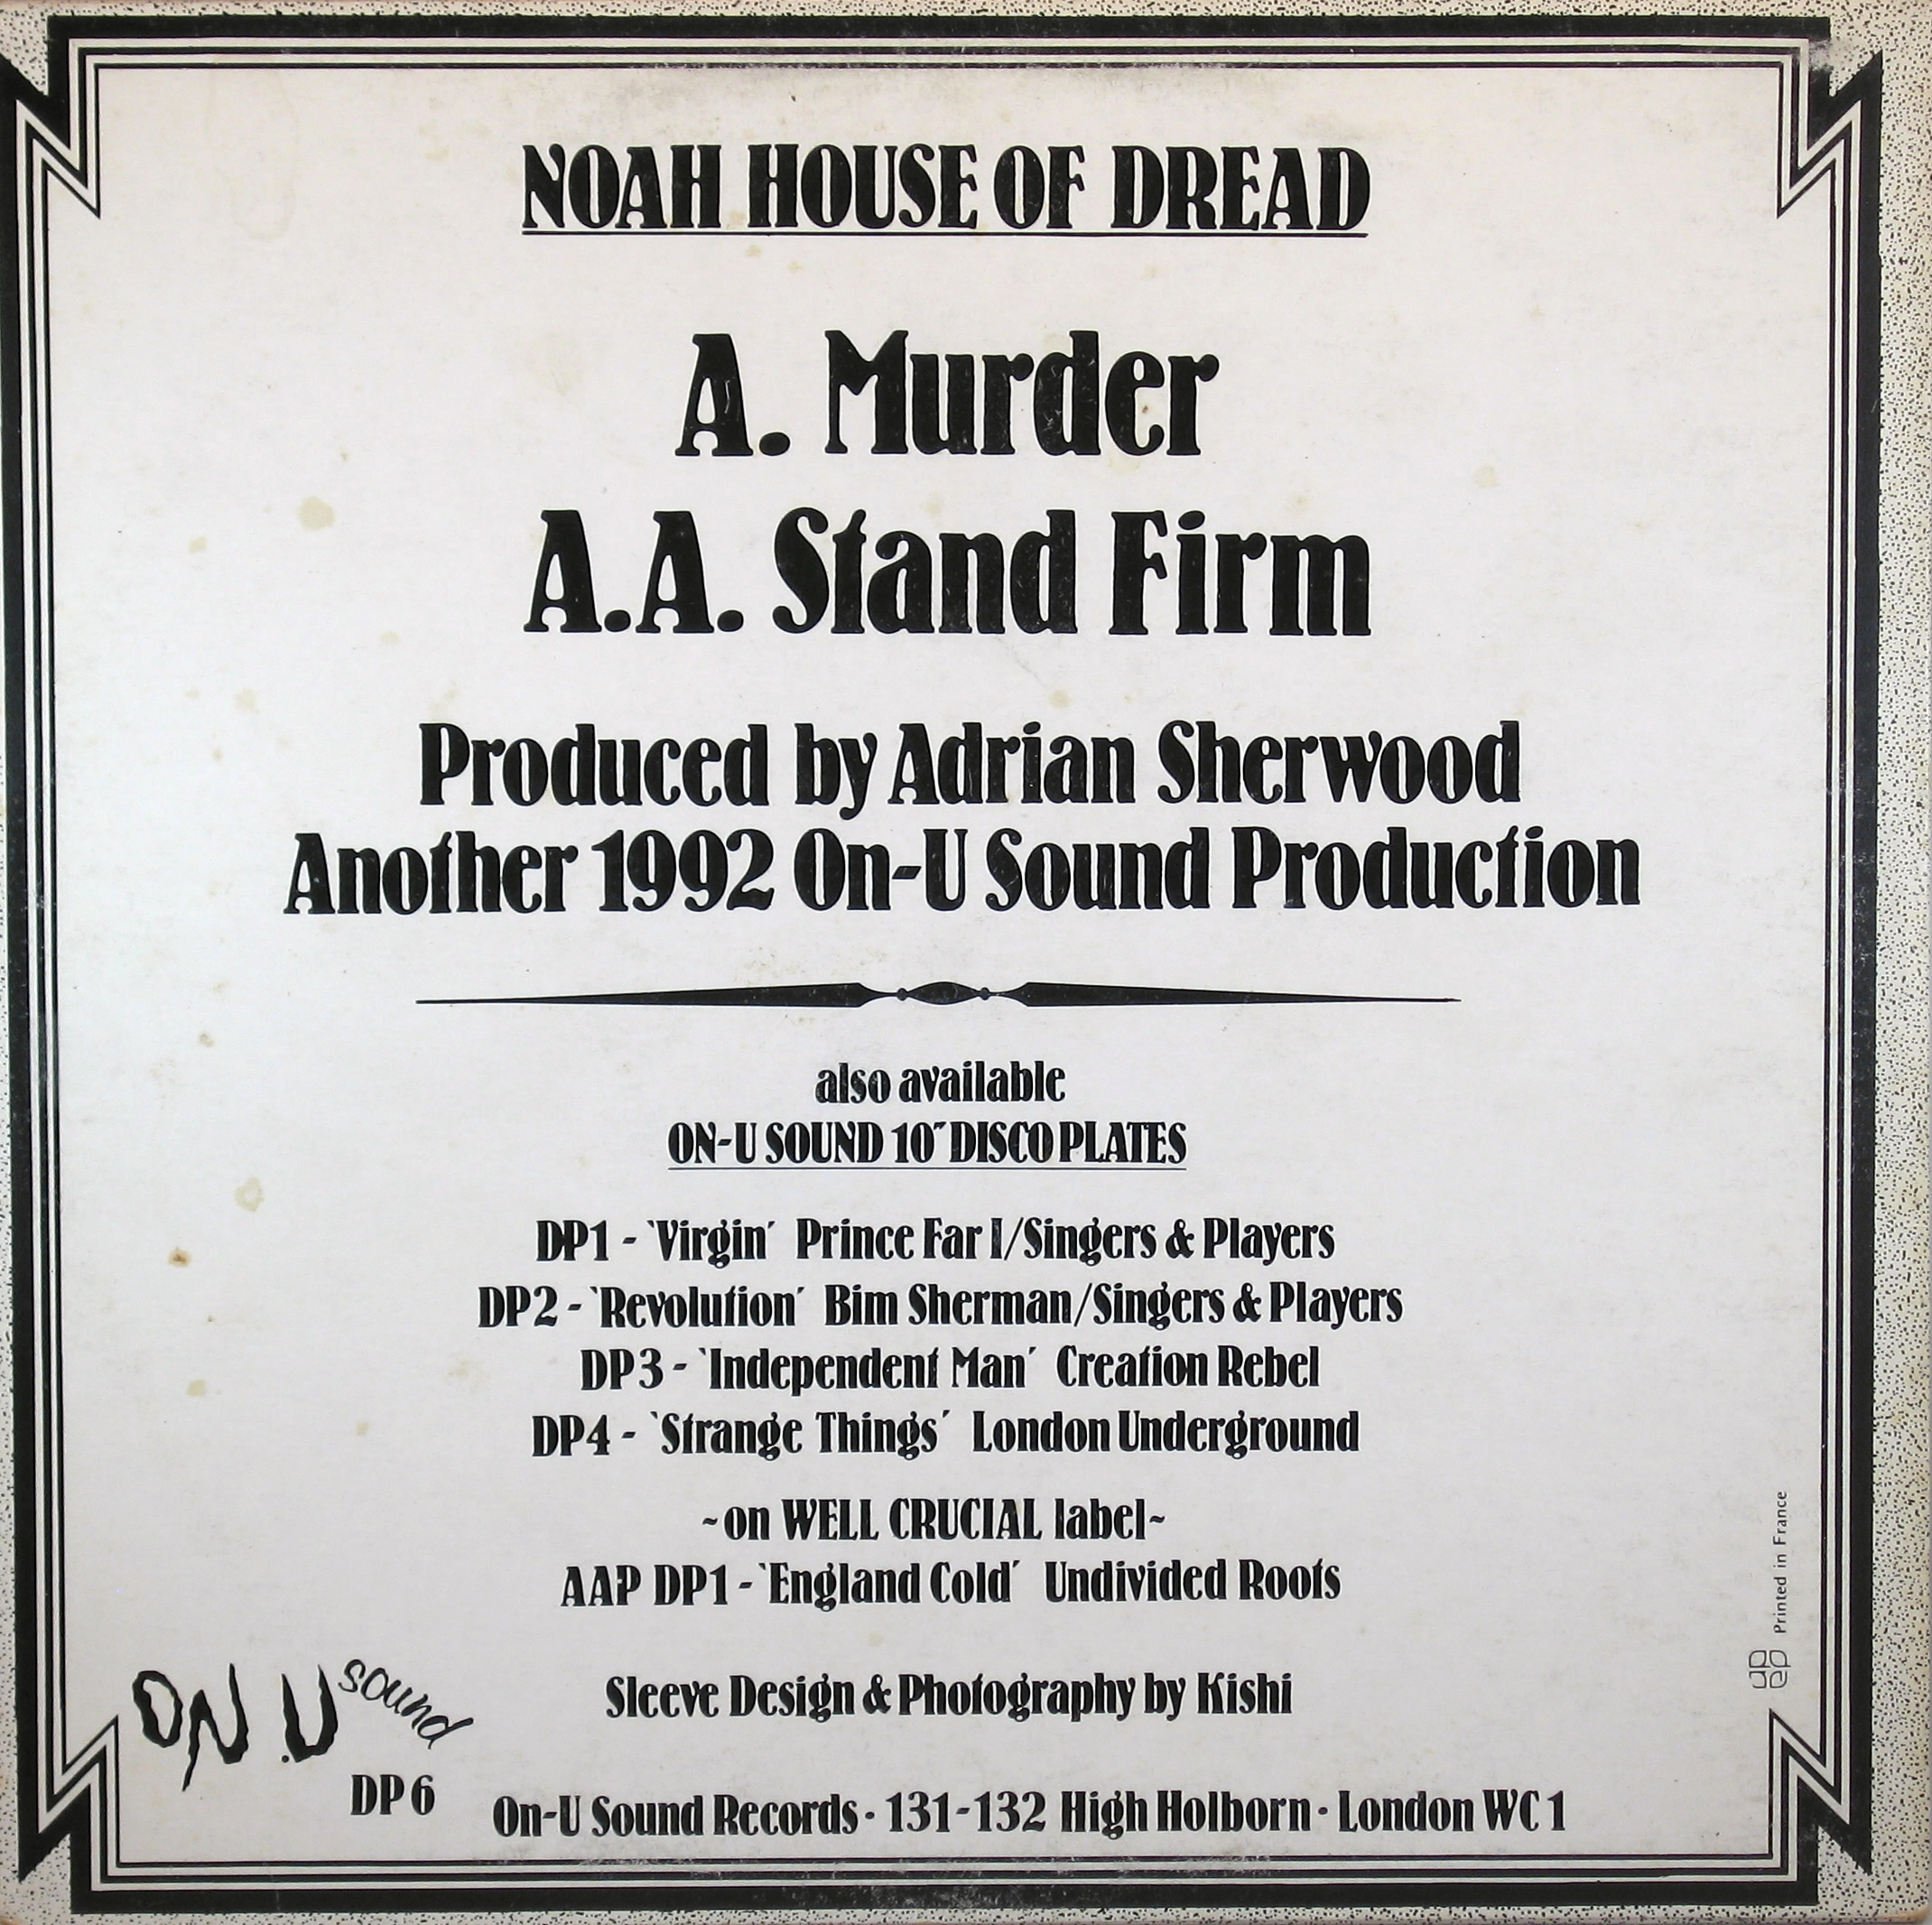 NOAH HOUSE OF DREAD
A. Murder
A.A. Stand Firm
Produced by Adrian Sherwood
Another 1992 On-U Sound Production
also available
ON-U SOUND 10˝ DISCO PLATES
DP1 - `Virgin´ Prince Far I/Singers & Players
DP2 - `Revolution´ Bim Sherman/Singers & Players
DP3 - `Independent Man´ Creation Rebel
DP4 - `Strange Things´ London Underground
~on WELL CRUCIAL label~
AAP DP1 - `England Cold´ Undivided Roots
Printed in France
Sleeve Design & Photography by Kishi
ON.U sound
DP6
On-U Sound Records · 131-132 High Holborn · London WC1